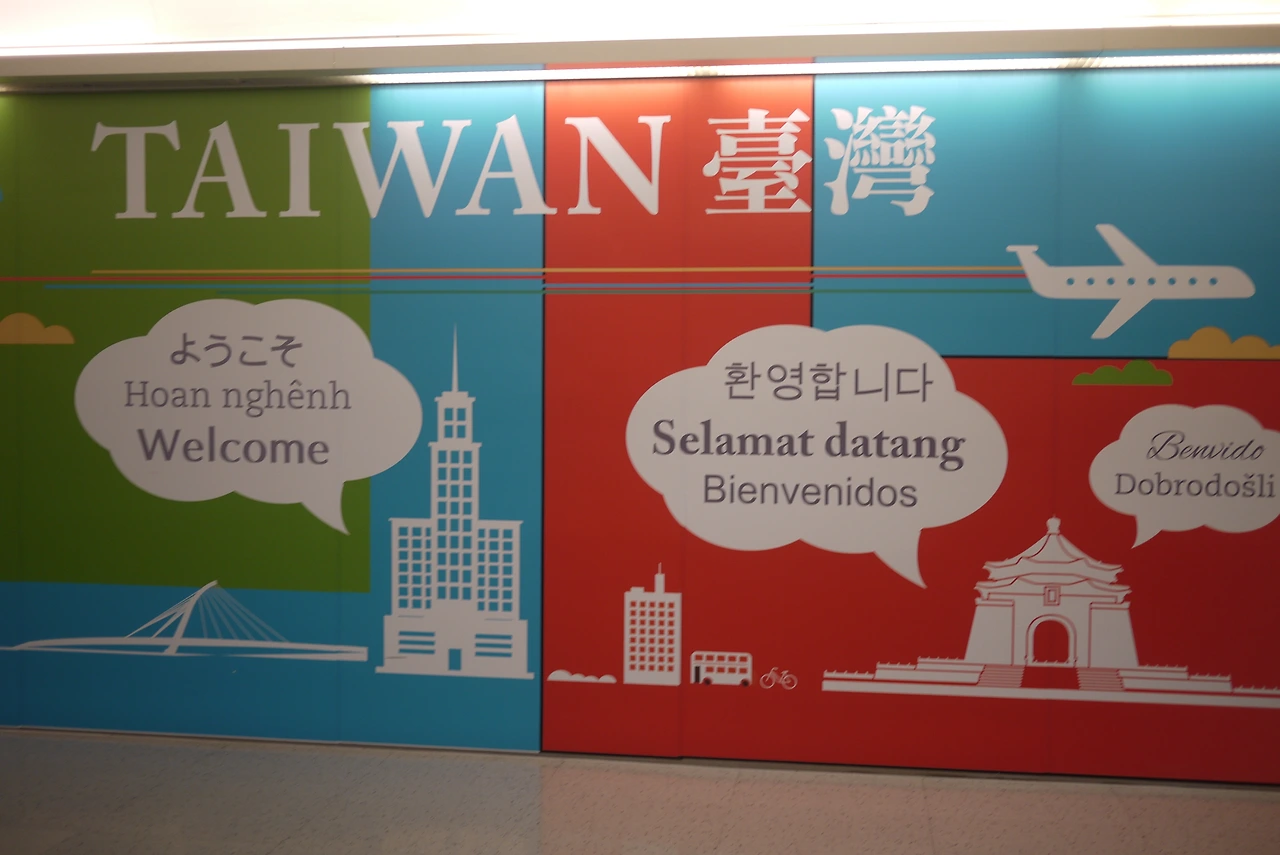 TAIWAN 臺灣
ようこそ
Hoan nghênh
Welcome
환영합니다
Selamat datang
Bienvenidos
Benvido
Dobrodošli